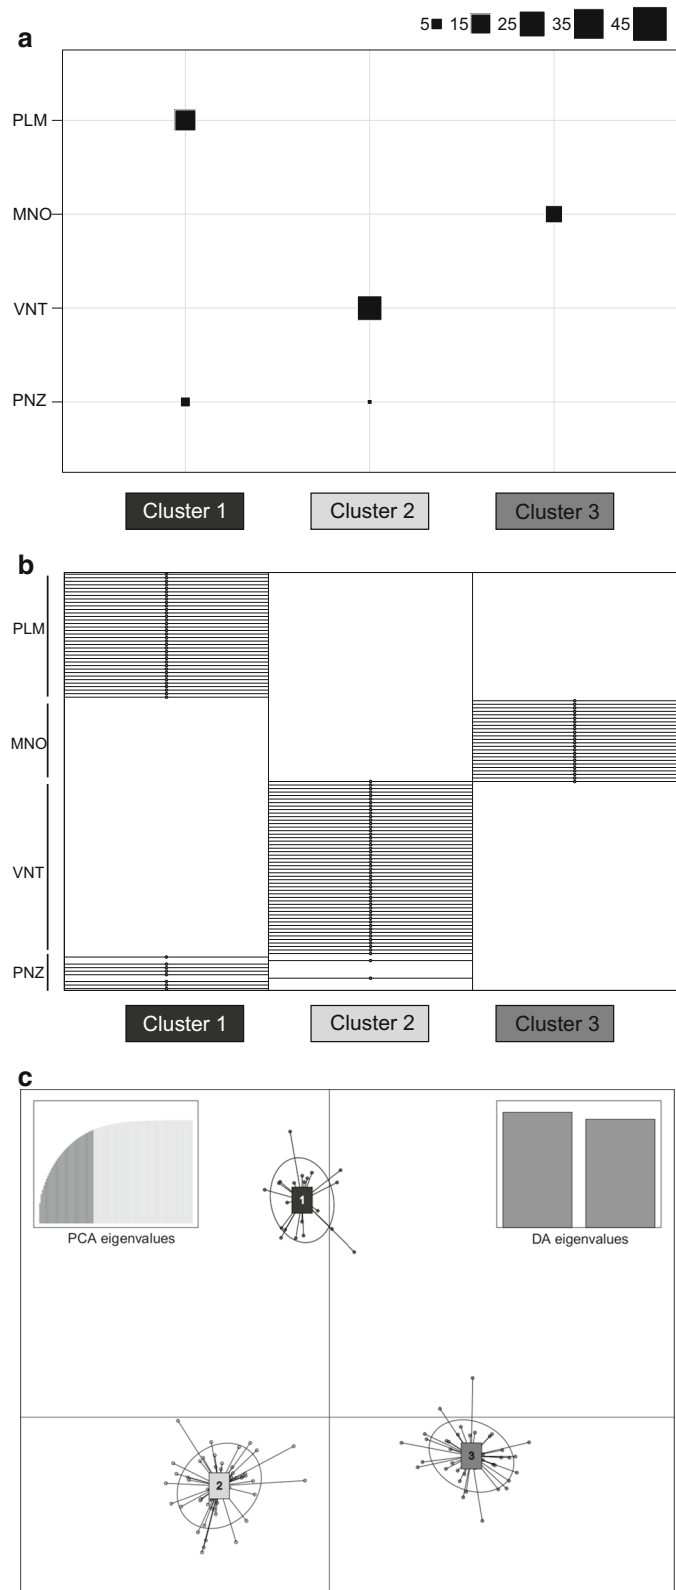 a
5 15 25 35 45
PLM
MNO
VNT
PNZ
Cluster 1 Cluster 2 Cluster 3
b
PLM
MNO
VNT
PNZ
Cluster 1 Cluster 2 Cluster 3
c
PCA eigenvalues DA eigenvalues
1
2 3